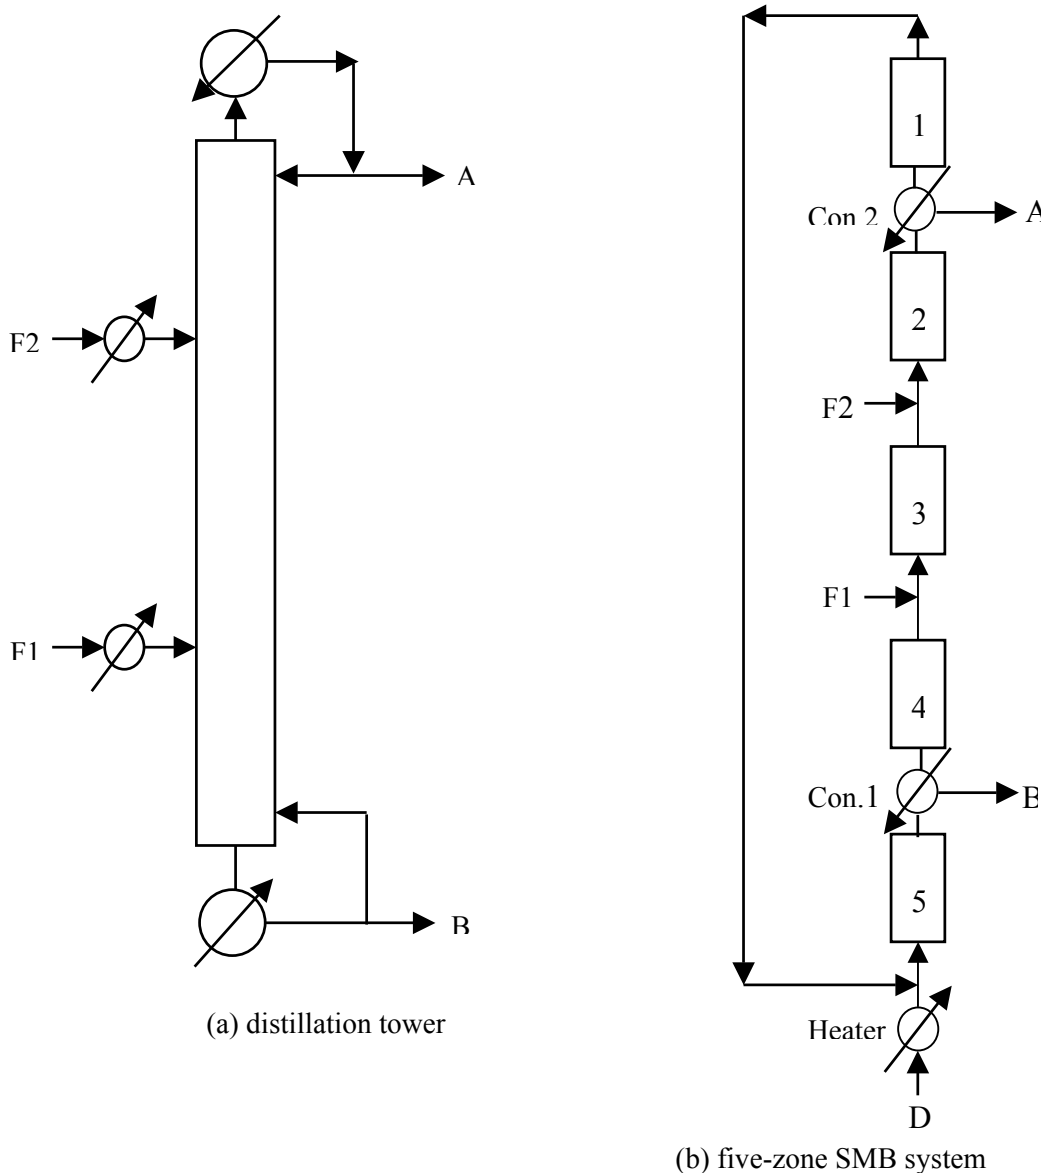 A
F2
F1
B
(a) distillation tower
1
Con.2
A
2
F2
3
F1
4
Con.1
B
5
Heater
D
(b) five-zone SMB system